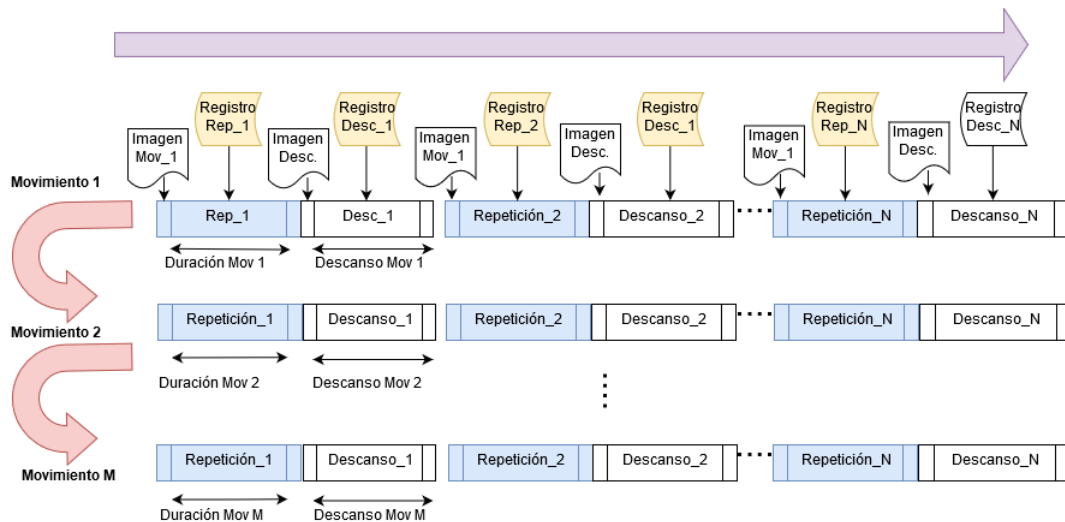 Registro
Rep_1
Registro
Desc_1
Registro
Rep_2
Registro
Desc_1
Registro
Rep_N
Registro
Desc_N
Imagen
Mov_1
Imagen
Desc.
Imagen
Mov_1
Imagen
Desc.
Imagen
Mov_1
Imagen
Desc.
Movimiento 1
Rep_1
Desc_1
Repetición_2
Descanso_2
Repetición_N
Descanso_N
Duración Mov 1
Descanso Mov 1
Movimiento 2
Repetición_1
Descanso_1
Repetición_2
Descanso_2
Repetición_N
Descanso_N
Duración Mov 2
Descanso Mov 2
Movimiento M
Repetición_1
Descanso_1
Repetición_2
Descanso_2
Repetición_N
Descanso_N
Duración Mov M
Descanso Mov M